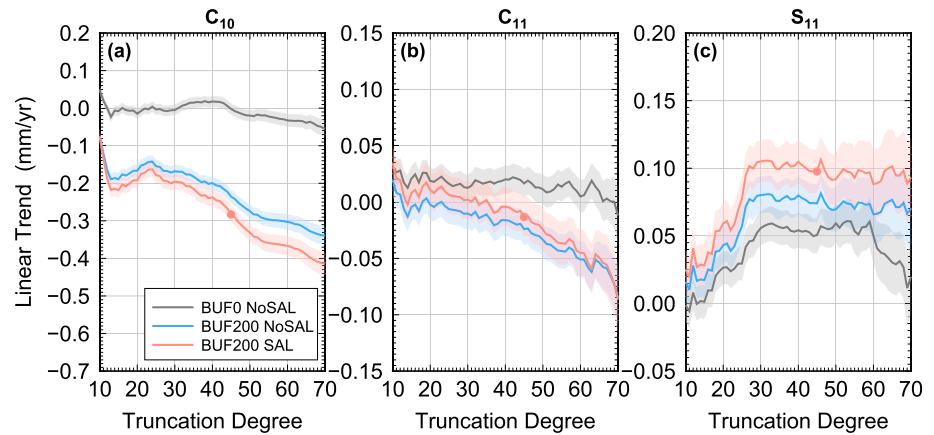 C10 C11 S11
(a) (b) (c)
Linear Trend (mm/yr)
0.2
0.1
0.0
−0.1
−0.2
−0.3
−0.4
−0.5
−0.6
−0.7
0.15
0.10
0.05
0.00
−0.05
−0.10
−0.15
0.20
0.15
0.10
0.05
0.00
−0.05
BUF0 NoSAL
BUF200 NoSAL
BUF200 SAL
10 20 30 40 50 60 70
10 20 30 40 50 60 70
10 20 30 40 50 60 70
Truncation Degree
Truncation Degree
Truncation Degree